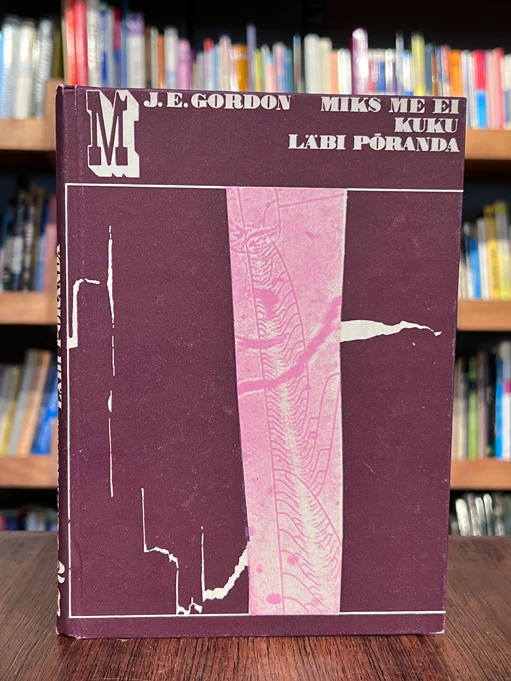 M
J. E. GORDON MIKS ME EI
KUKU
LÄBI PÕRANDA